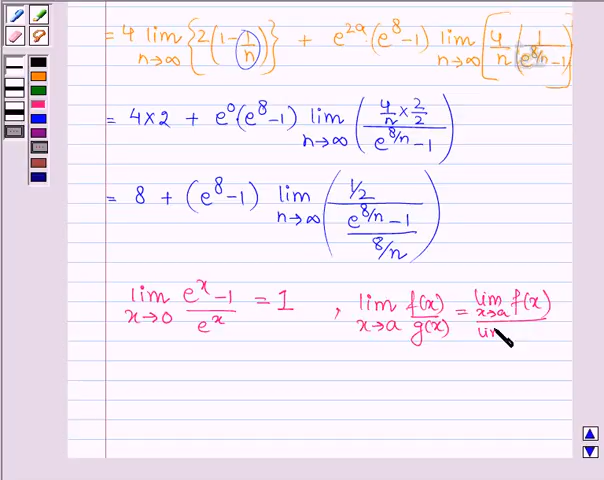 = 4 lim n→∞ {2(1 - 1/n)} + e^2a (e^8 - 1) lim n→∞ [4/n (1/(e^8/n - 1))]
= 4 × 2 + e^0 (e^8 - 1) lim n→∞ ((4/n × 2/2)/(e^8/n - 1))
= 8 + (e^8 - 1) lim n→∞ ((1/2)/((e^8/n - 1)/(8/n)))
lim x→0 (e^x - 1)/e^x = 1 , lim x→a f(x)/g(x) = lim x→a f(x)/li